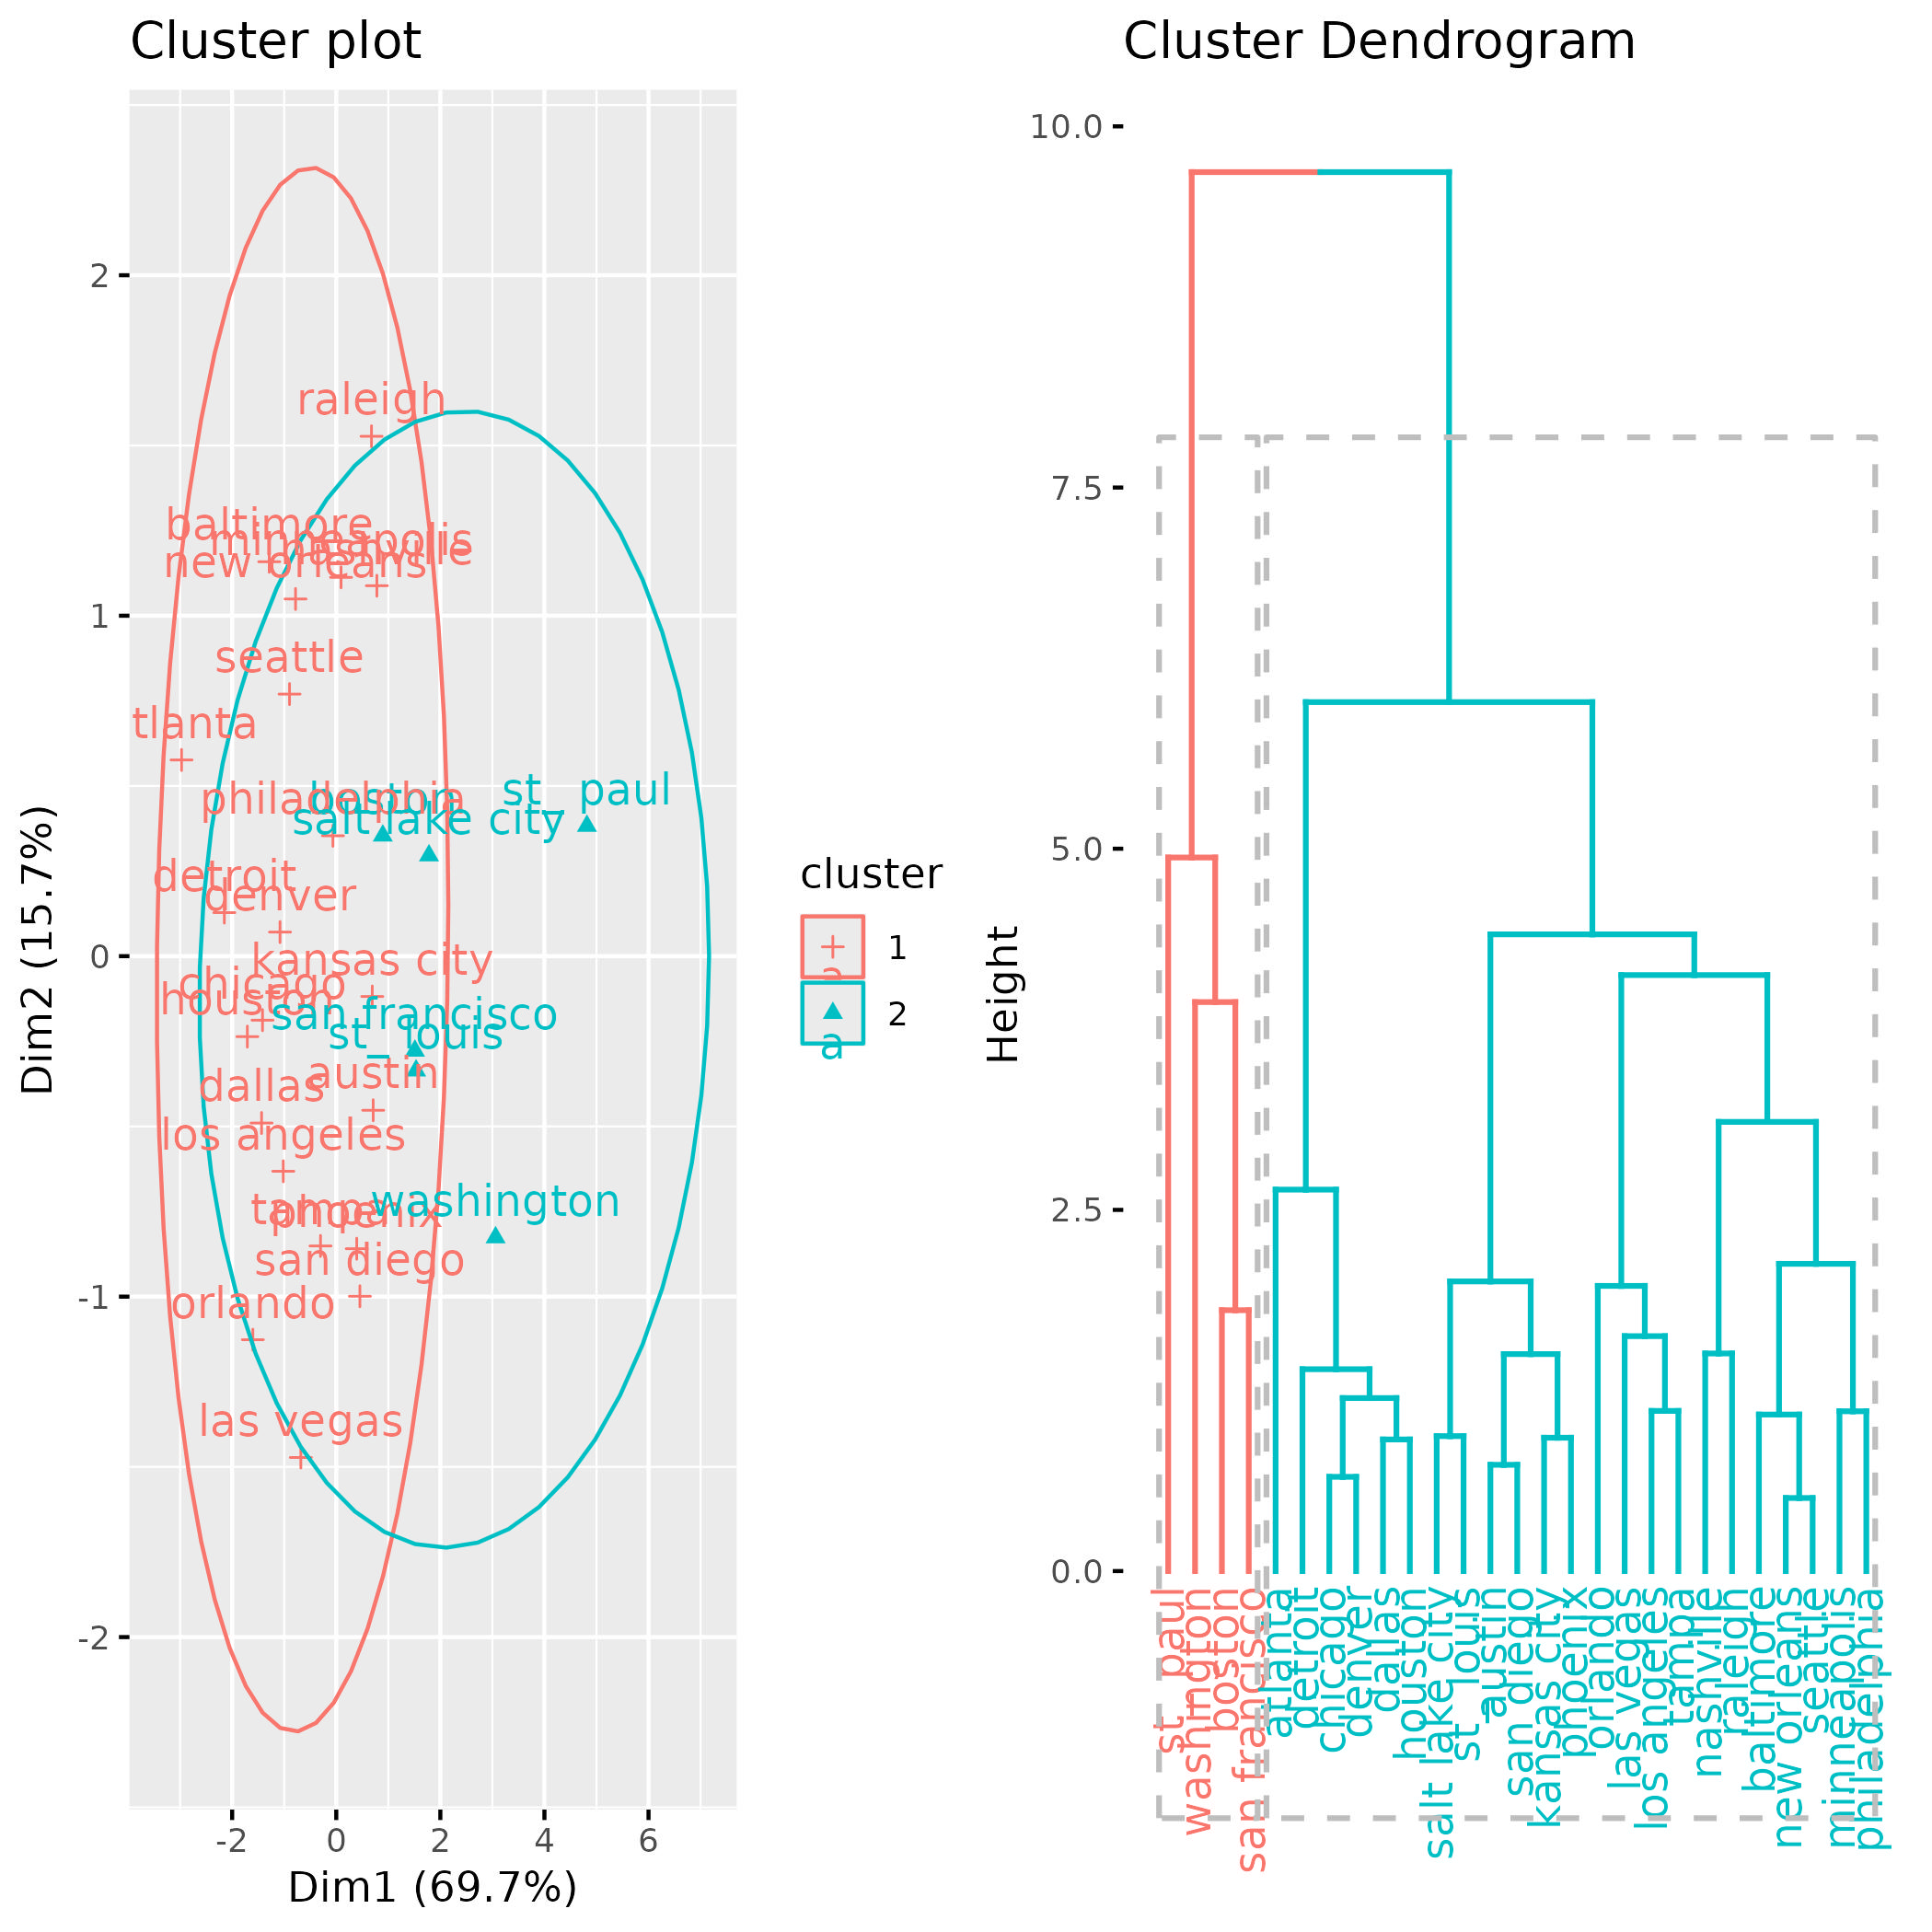 Cluster plot
Dim2 (15.7%)
2
1
0
-1
-2
raleigh
baltimore
minneapolis
nashville
new orleans
seattle
tlanta
philadelphia
boston
st_paul
salt lake city
detroit
denver
kansas city
chicago
houston
san francisco
st_louis
austin
dallas
los angeles
tampa
phoenix
washington
san diego
orlando
las vegas
-2
0
2
4
6
Dim1 (69.7%)
cluster
1
a
2
a
Cluster Dendrogram
Height
10.0
7.5
5.0
2.5
0.0
st_paul
washington
boston
san francisco
atlanta
detroit
chicago
denver
dallas
houston
salt lake city
st_louis
austin
san diego
kansas city
phoenix
orlando
las vegas
los angeles
tampa
nashville
raleigh
baltimore
new orleans
seattle
minneapolis
philadelphia